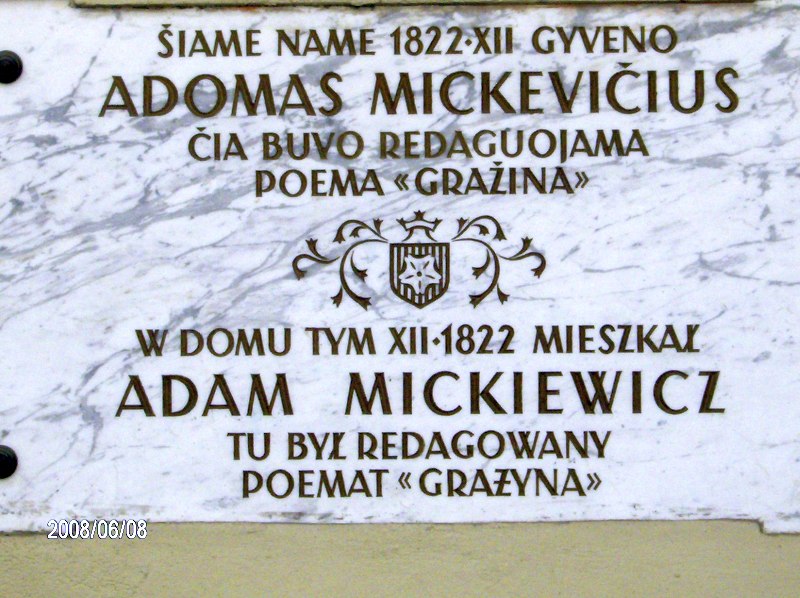 ŠIAME NAME 1822·XII GYVENO
ADOMAS MICKEVIČIUS
ČIA BUVO REDAGUOJAMA
POEMA «GRAŽINA»
W DOMU TYM XII·1822 MIESZKAŁ
ADAM MICKIEWICZ
TU BYŁ REDAGOWANY
POEMAT «GRAŻYNA»
2008/06/08